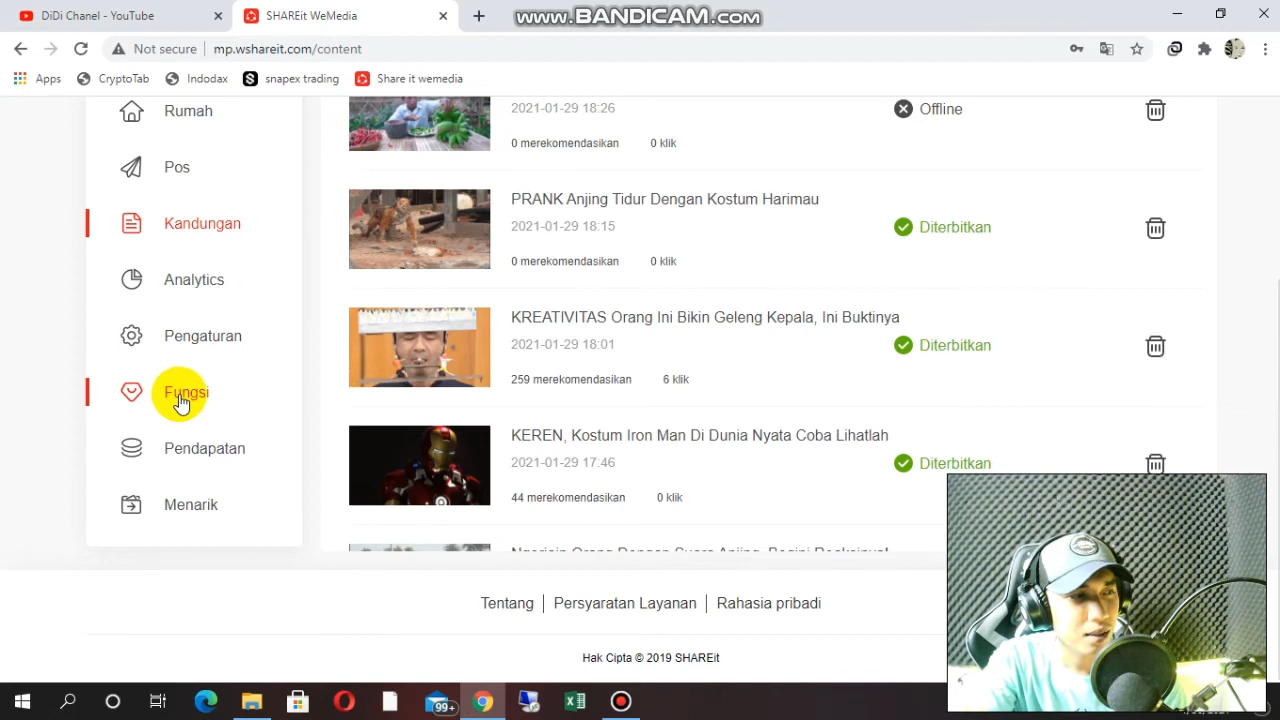 DiDi Chanel - YouTube
SHAREit WeMedia
www.BANDICAM.com
Not secure | mp.wshareit.com/content
Apps
CryptoTab
Indodax
snapex trading
Share it wemedia
Rumah
Pos
Kandungan
Analytics
Pengaturan
Fungsi
Pendapatan
Menarik
2021-01-29 18:26
Offline
0 merekomendasikan 0 klik
PRANK Anjing Tidur Dengan Kostum Harimau
2021-01-29 18:15
Diterbitkan
0 merekomendasikan 0 klik
KREATIVITAS Orang Ini Bikin Geleng Kepala, Ini Buktinya
2021-01-29 18:01
Diterbitkan
259 merekomendasikan 6 klik
KEREN, Kostum Iron Man Di Dunia Nyata Coba Lihatlah
2021-01-29 17:46
Diterbitkan
44 merekomendasikan 0 klik
Tentang | Persyaratan Layanan | Rahasia pribadi
Hak Cipta © 2019 SHAREit
99+